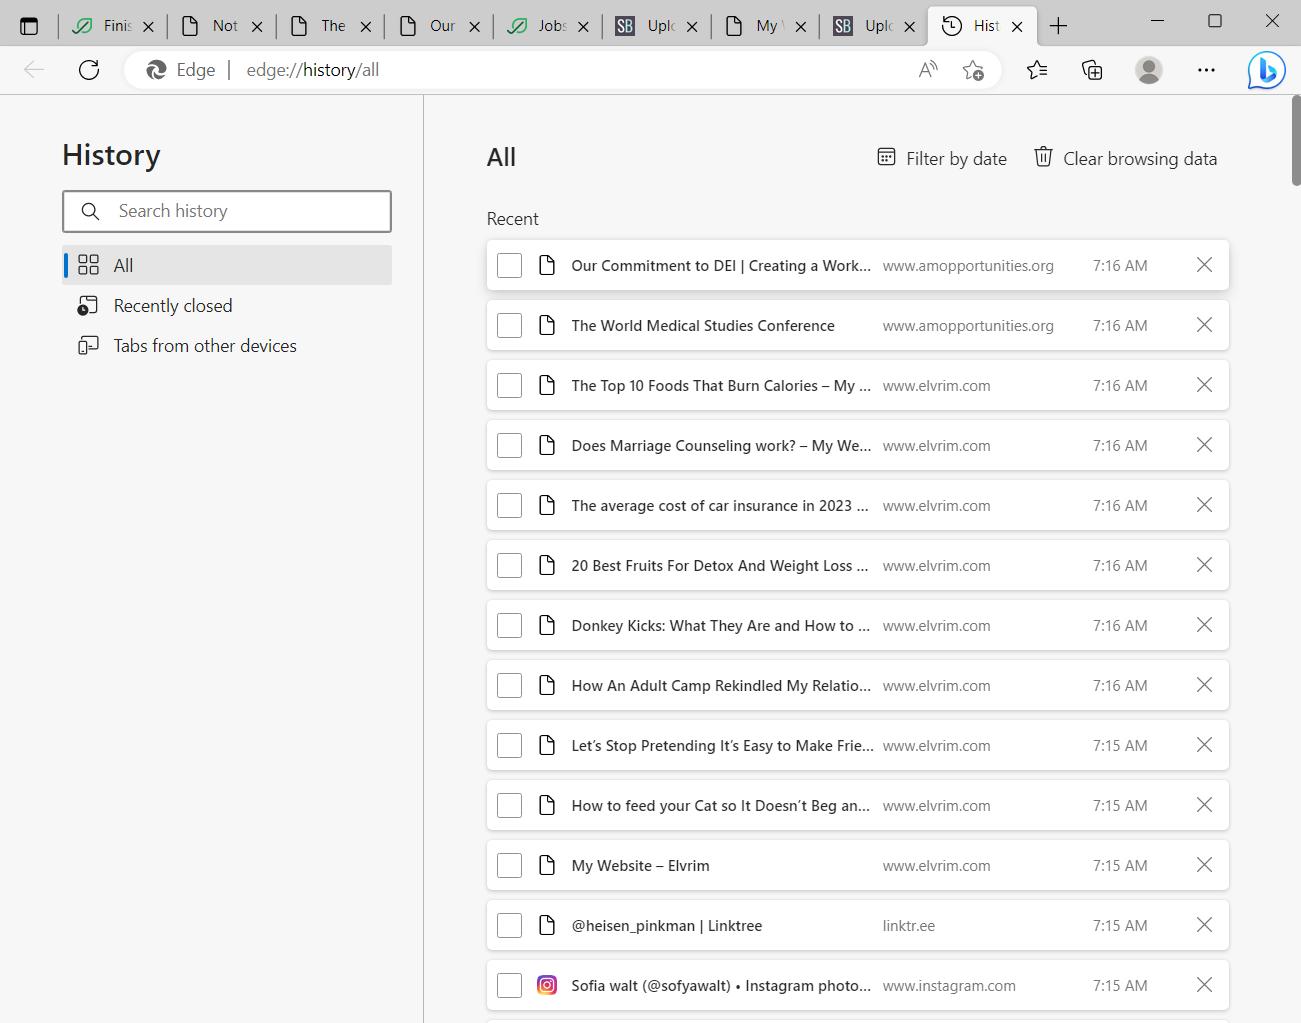 Finis
Not
The
Our
Jobs
SB Uplo
My
SB Uplo
Hist
Edge | edge://history/all
History
Search history
All
Recently closed
Tabs from other devices
All
Filter by date
Clear browsing data
Recent
Our Commitment to DEI | Creating a Work... www.amopportunities.org 7:16 AM
The World Medical Studies Conference www.amopportunities.org 7:16 AM
The Top 10 Foods That Burn Calories – My ... www.elvrim.com 7:16 AM
Does Marriage Counseling work? – My We... www.elvrim.com 7:16 AM
The average cost of car insurance in 2023 ... www.elvrim.com 7:16 AM
20 Best Fruits For Detox And Weight Loss ... www.elvrim.com 7:16 AM
Donkey Kicks: What They Are and How to ... www.elvrim.com 7:16 AM
How An Adult Camp Rekindled My Relatio... www.elvrim.com 7:16 AM
Let’s Stop Pretending It’s Easy to Make Frie... www.elvrim.com 7:15 AM
How to feed your Cat so It Doesn’t Beg an... www.elvrim.com 7:15 AM
My Website – Elvrim www.elvrim.com 7:15 AM
@heisen_pinkman | Linktree linktr.ee 7:15 AM
Sofia walt (@sofyawalt) • Instagram photo... www.instagram.com 7:15 AM